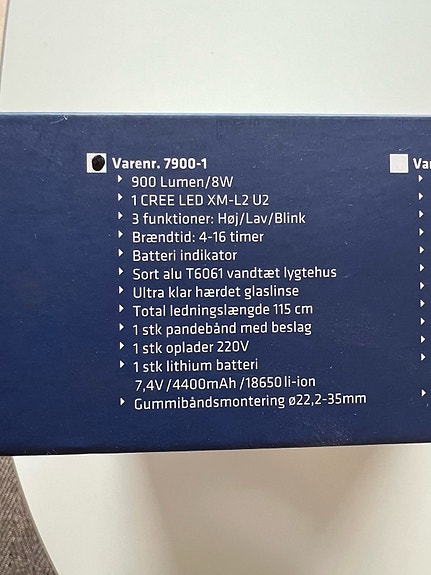 Varenr. 7900-1
900 Lumen/8W
1 CREE LED XM-L2 U2
3 funktioner: Høj/Lav/Blink
Brændtid: 4-16 timer
Batteri indikator
Sort alu T6061 vandtæt lygtehus
Ultra klar hærdet glaslinse
Total ledningslængde 115 cm
1 stk pandebånd med beslag
1 stk oplader 220V
1 stk lithium batteri
7,4V /4400mAh /18650 li-ion
Gummibåndsmontering ø22,2-35mm